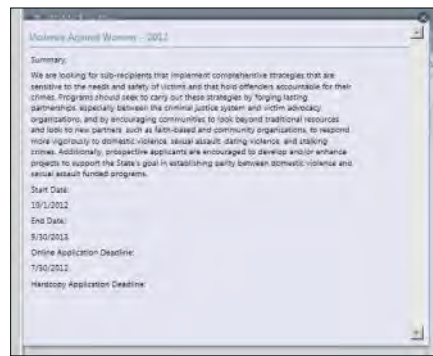 Violence Against Women - 2012
Summary:
We are looking for sub-recipients that implement comprehensive strategies that are
sensitive to the needs and safety of victims and that hold offenders accountable for their
crimes. Programs should seek to carry out these strategies by forging lasting
partnerships, especially between the criminal justice system and victim advocacy
organizations, and by encouraging communities to look beyond traditional resources
and look to new partners, such as faith-based and community organizations, to respond
more vigorously to domestic violence, sexual assault, dating violence, and stalking
crimes. Additionally, prospective applicants are encouraged to develop and/or enhance
projects to support the State's goal in establishing parity between domestic violence and
sexual assault funded programs.
Start Date:
10/1/2012
End Date:
9/30/2013
Online Application Deadline:
7/30/2012
Hardcopy Application Deadline: